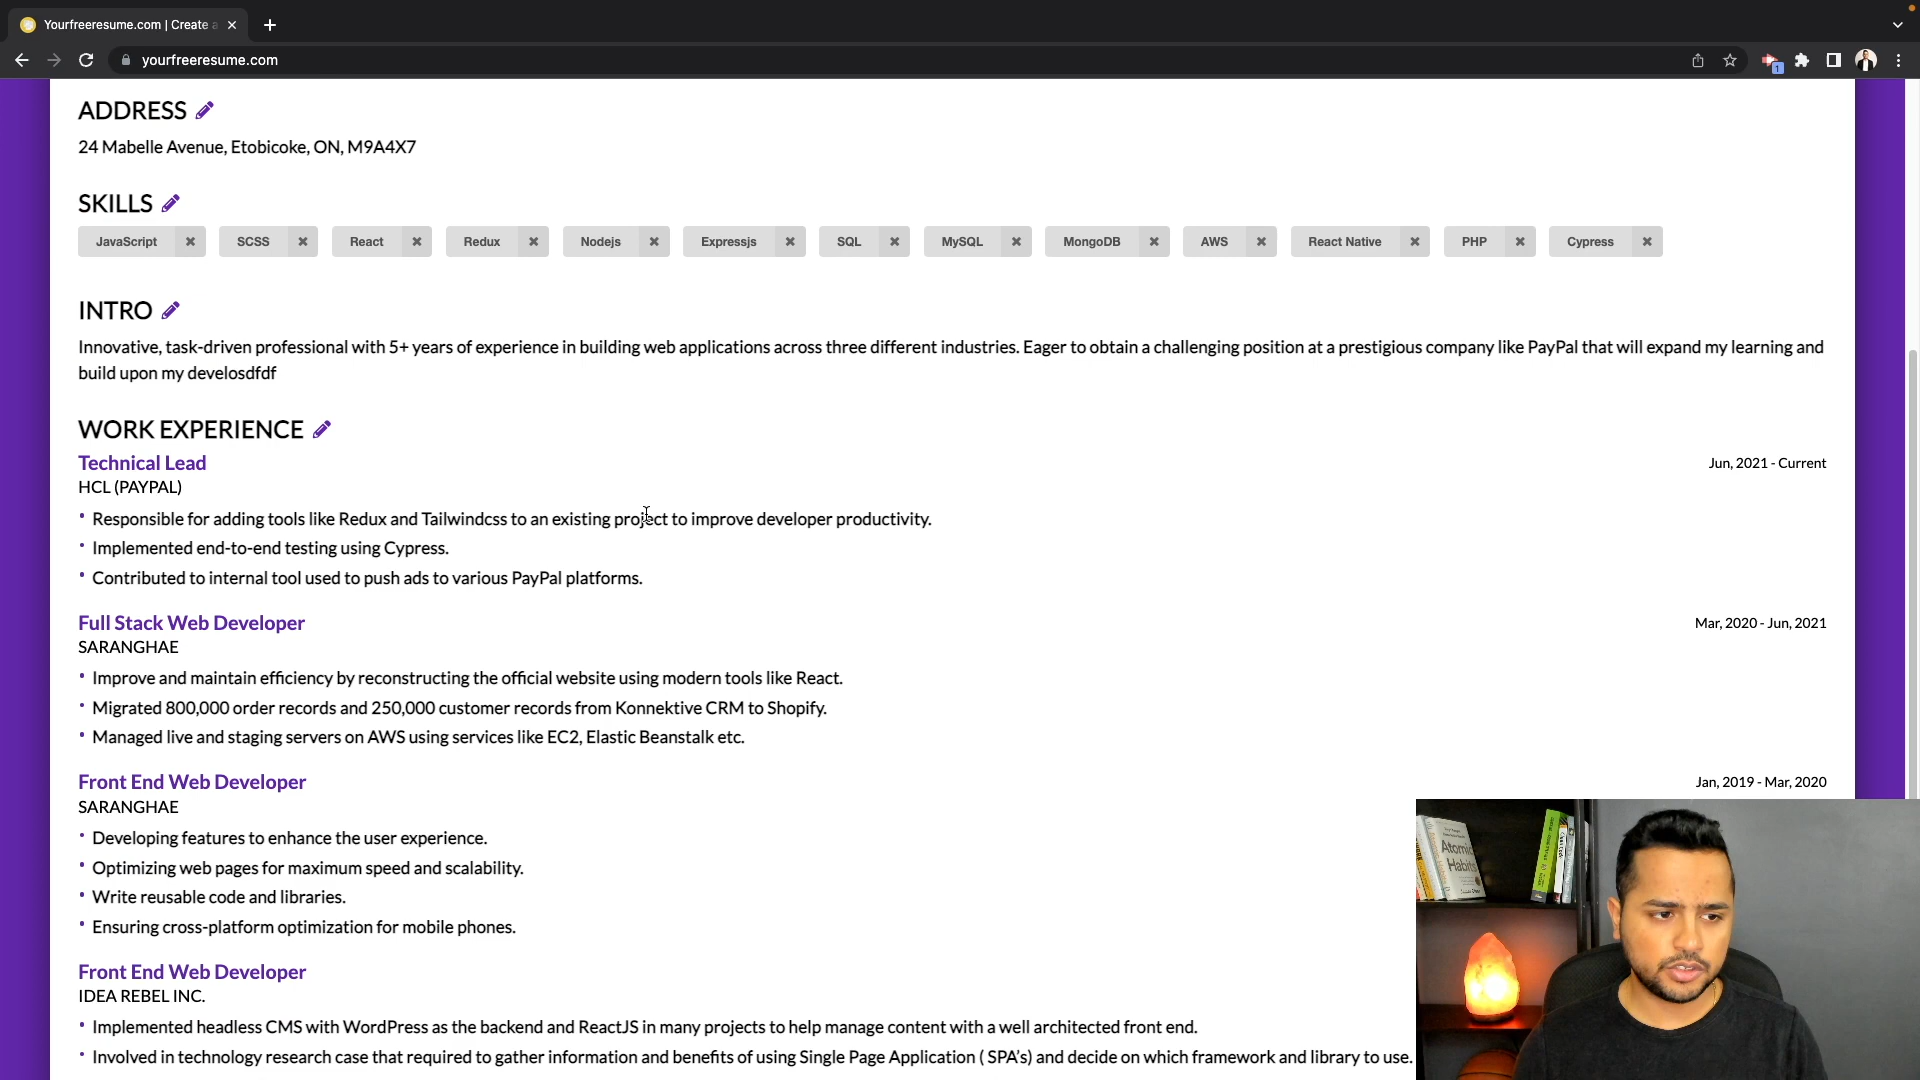 Yourfreeresume.com | Create a
yourfreeresume.com
1
ADDRESS
24 Mabelle Avenue, Etobicoke, ON, M9A4X7
SKILLS
JavaScript SCSS React Redux Nodejs Expressjs SQL MySQL MongoDB AWS React Native PHP Cypress
INTRO
Innovative, task-driven professional with 5+ years of experience in building web applications across three different industries. Eager to obtain a challenging position at a prestigious company like PayPal that will expand my learning and
build upon my develosdfdf
WORK EXPERIENCE
Technical Lead Jun, 2021 - Current
HCL (PAYPAL)
• Responsible for adding tools like Redux and Tailwindcss to an existing project to improve developer productivity.
• Implemented end-to-end testing using Cypress.
• Contributed to internal tool used to push ads to various PayPal platforms.
Full Stack Web Developer Mar, 2020 - Jun, 2021
SARANGHAE
• Improve and maintain efficiency by reconstructing the official website using modern tools like React.
• Migrated 800,000 order records and 250,000 customer records from Konnektive CRM to Shopify.
• Managed live and staging servers on AWS using services like EC2, Elastic Beanstalk etc.
Front End Web Developer Jan, 2019 - Mar, 2020
SARANGHAE
• Developing features to enhance the user experience.
• Optimizing web pages for maximum speed and scalability.
• Write reusable code and libraries.
• Ensuring cross-platform optimization for mobile phones.
Front End Web Developer
IDEA REBEL INC.
• Implemented headless CMS with WordPress as the backend and ReactJS in many projects to help manage content with a well architected front end.
• Involved in technology research case that required to gather information and benefits of using Single Page Application ( SPA's) and decide on which framework and library to use.
Atomic
Habits